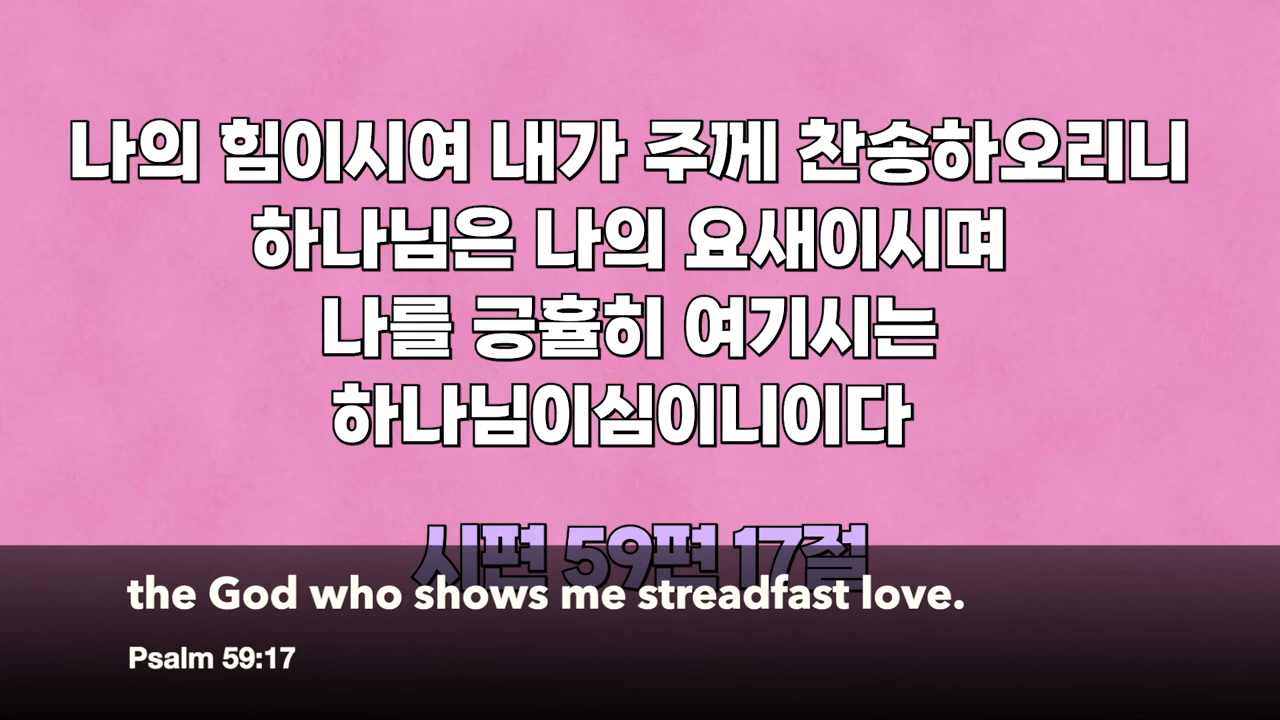 나의 힘이시여 내가 주께 찬송하오리니
하나님은 나의 요새이시며
나를 긍휼히 여기시는
하나님이심이니이다
시편 59편 17절
the God who shows me streadfast love.
Psalm 59:17